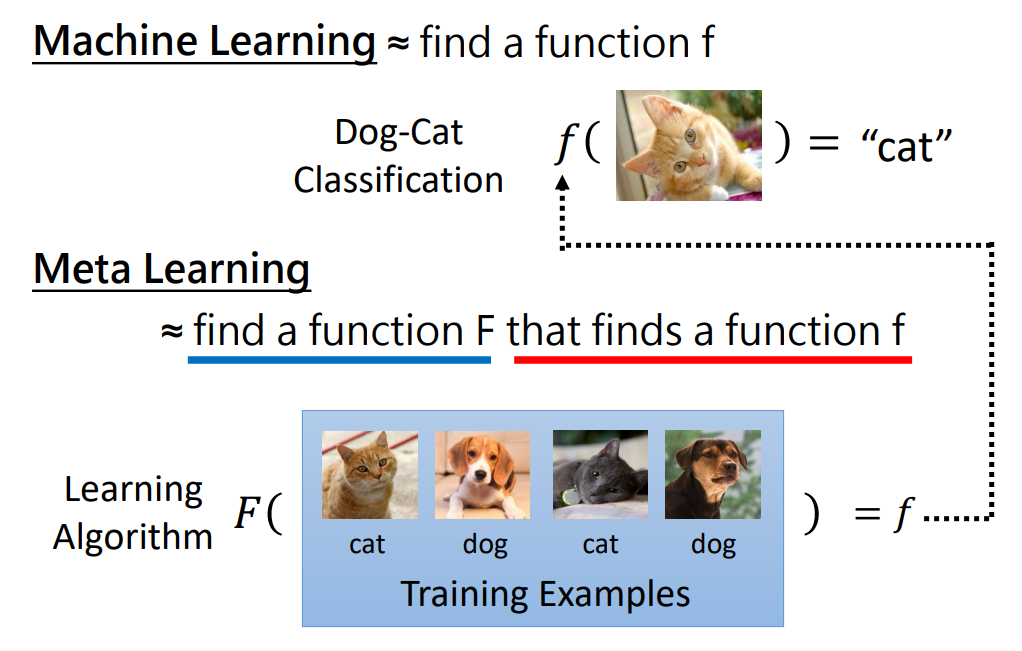 Machine Learning ≈ find a function f
Dog-Cat
Classification
f( ) = “cat”
Meta Learning
≈ find a function F that finds a function f
Learning
Algorithm
F( ) = f
cat dog cat dog
Training Examples